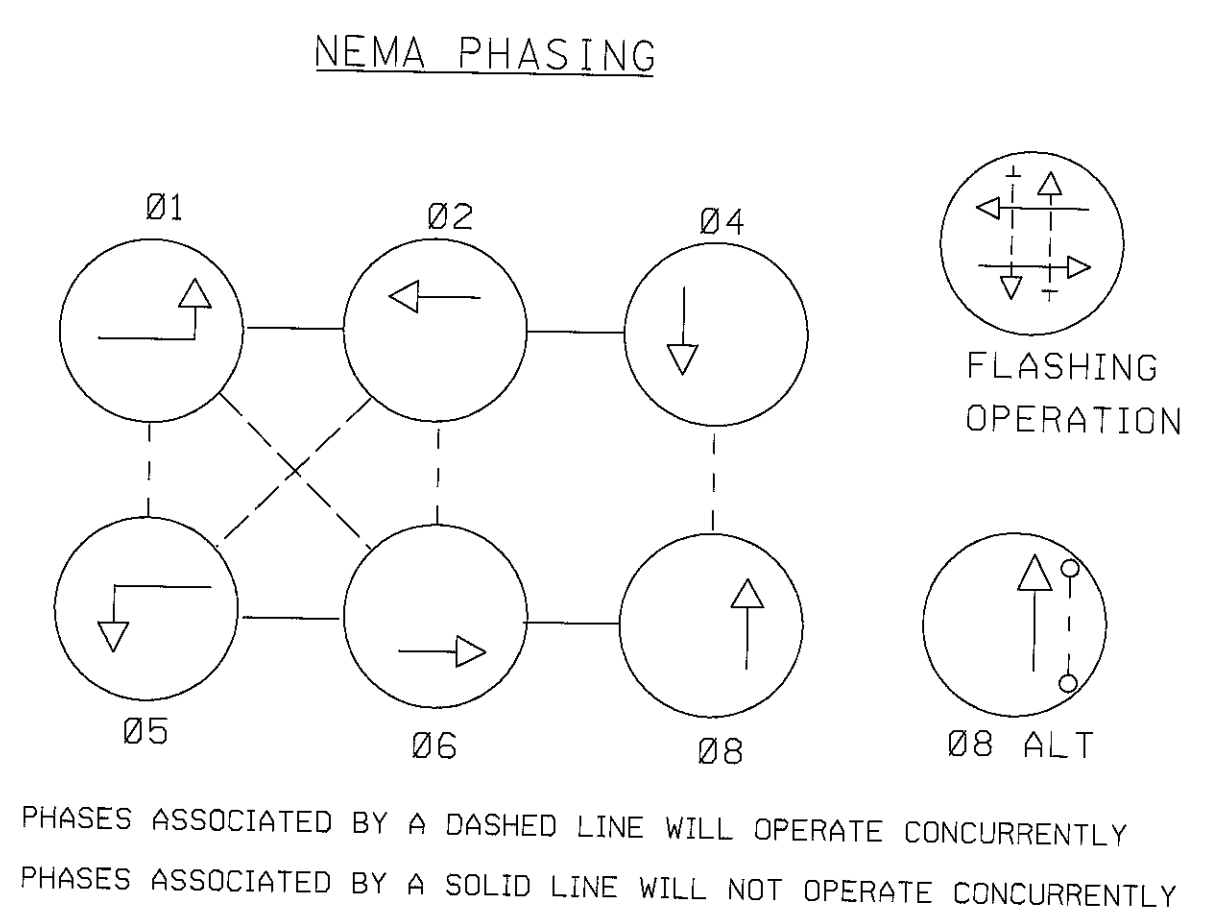 NEMA PHASING
Ø1
Ø2
Ø4
FLASHING
OPERATION
Ø5
Ø6
Ø8
Ø8 ALT
PHASES ASSOCIATED BY A DASHED LINE WILL OPERATE CONCURRENTLY
PHASES ASSOCIATED BY A SOLID LINE WILL NOT OPERATE CONCURRENTLY